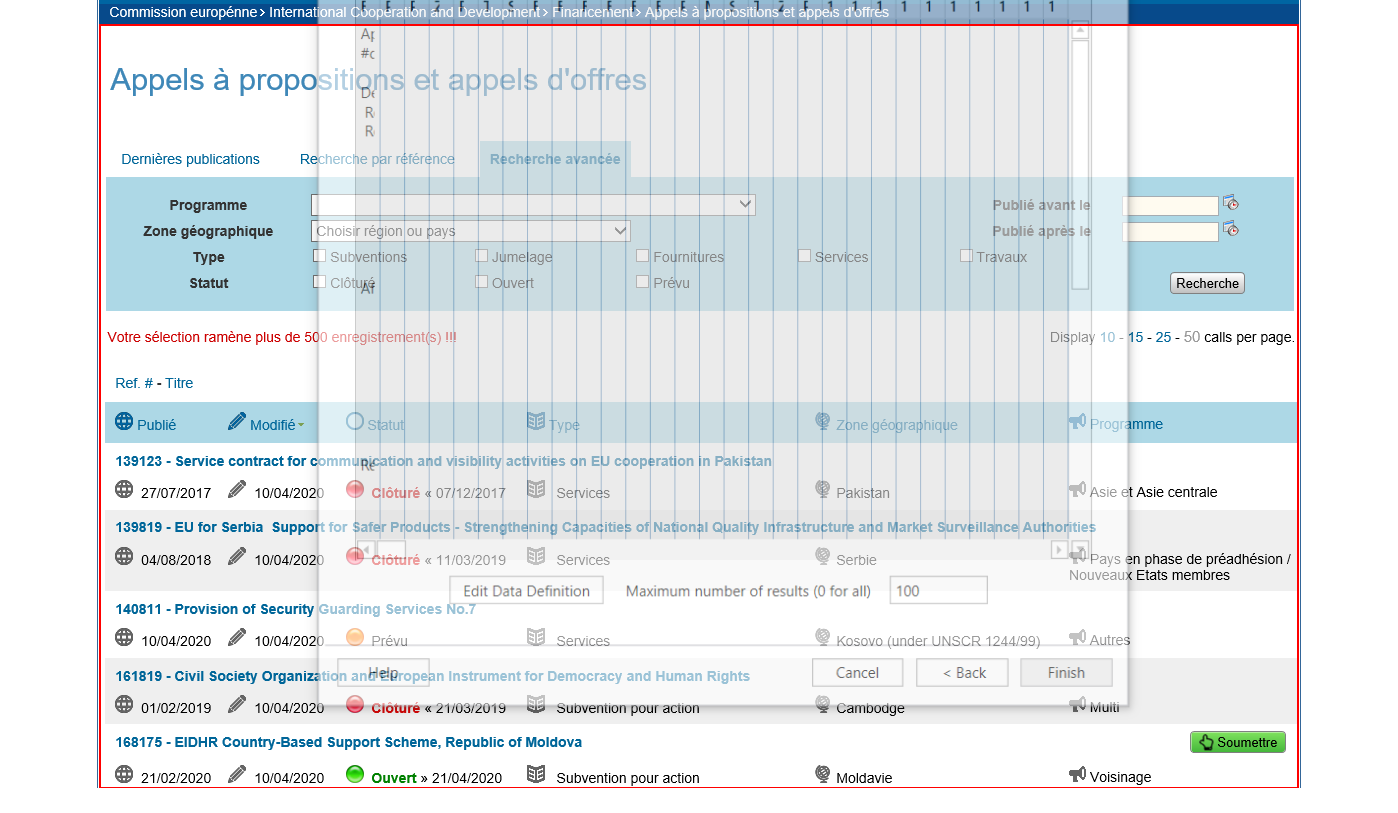 Commission européenne > International Cooperation and Development > Financement > Appels à propositions et appels d'offres
Ap
#c
Appels à propositions et appels d'offres
De
R
R
Dernières publications Recherche par référence Recherche avancée
Programme Publié avant le
Zone géographique Choisir région ou pays Publié après le
Type Subventions Jumelage Fournitures Services Travaux
Statut Clôturé Ouvert Prévu Recherche
Votre sélection ramène plus de 500 enregistrement(s) !!! Display 10 - 15 - 25 - 50 calls per page.
Ref. # - Titre
Publié Modifié Statut Type Zone géographique Programme
139123 - Service contract for communication and visibility activities on EU cooperation in Pakistan
Re
27/07/2017 10/04/2020 Clôturé « 07/12/2017 Services Pakistan Asie et Asie centrale
139819 - EU for Serbia Support for Safer Products - Strengthening Capacities of National Quality Infrastructure and Market Surveillance Authorities
04/08/2018 10/04/2020 Clôturé « 11/03/2019 Services Serbie Pays en phase de préadhésion /
Nouveaux Etats membres
Edit Data Definition Maximum number of results (0 for all) 100
140811 - Provision of Security Guarding Services No.7
10/04/2020 10/04/2020 Prévu Services Kosovo (under UNSCR 1244/99) Autres
Help Cancel < Back Finish
161819 - Civil Society Organization and European Instrument for Democracy and Human Rights
01/02/2019 10/04/2020 Clôturé « 21/03/2019 Subvention pour action Cambodge Multi
168175 - EIDHR Country-Based Support Scheme, Republic of Moldova Soumettre
21/02/2020 10/04/2020 Ouvert » 21/04/2020 Subvention pour action Moldavie Voisinage